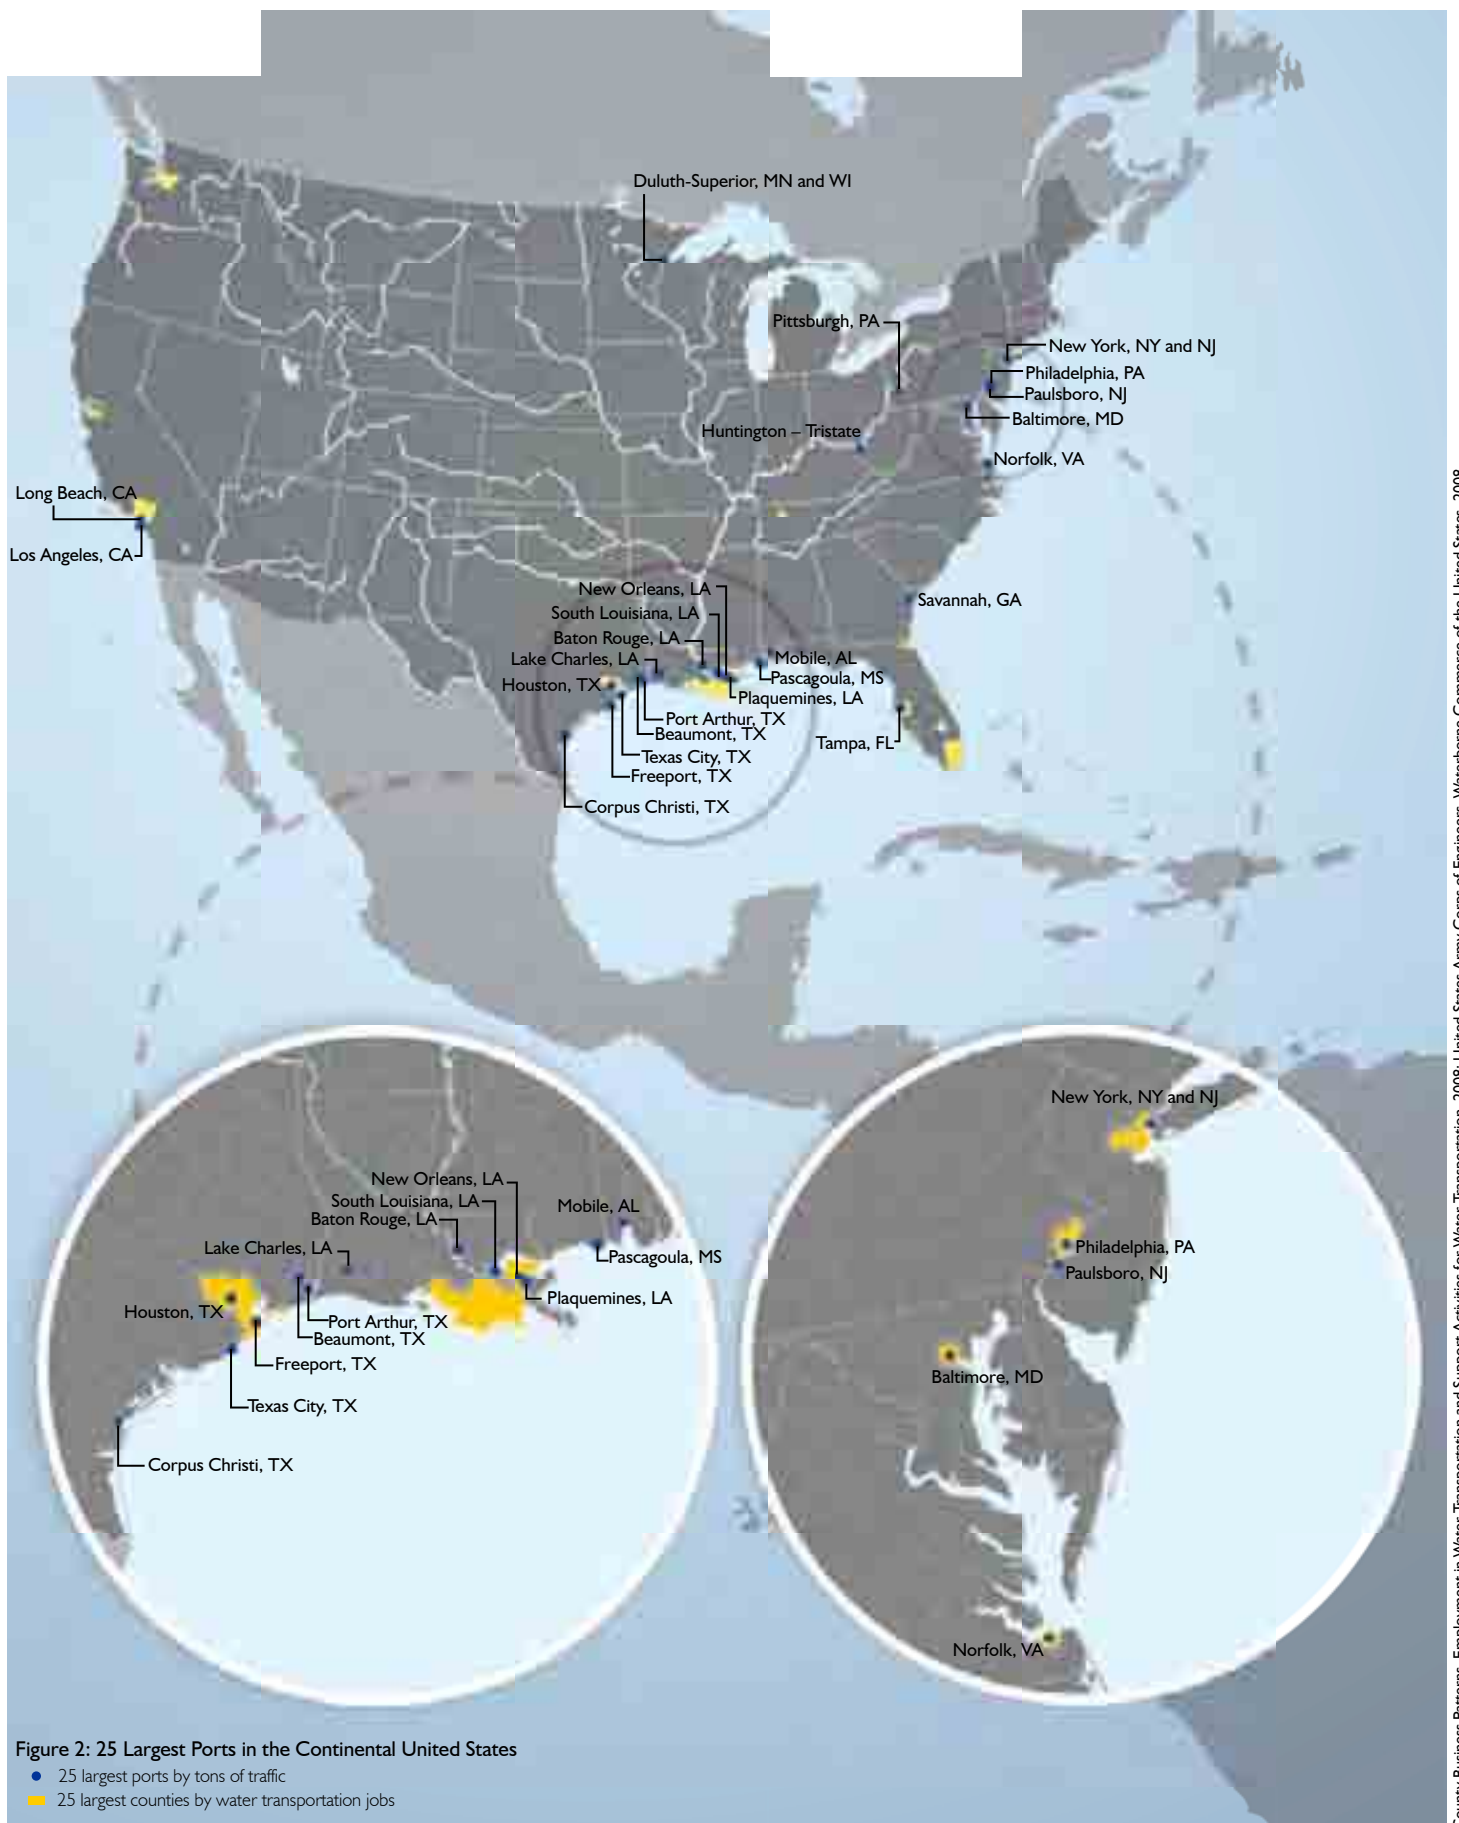 Duluth-Superior, MN and WI
Pittsburgh, PA
New York, NY and NJ
Philadelphia, PA
Paulsboro, NJ
Baltimore, MD
Huntington – Tristate
Norfolk, VA
Long Beach, CA
Los Angeles, CA
New Orleans, LA
Savannah, GA
South Louisiana, LA
Baton Rouge, LA
Lake Charles, LA
Mobile, AL
Houston, TX
Pascagoula, MS
Plaquemines, LA
Port Arthur, TX
Beaumont, TX
Tampa, FL
Texas City, TX
Freeport, TX
Corpus Christi, TX
New York, NY and NJ
New Orleans, LA
South Louisiana, LA
Mobile, AL
Baton Rouge, LA
Lake Charles, LA
Pascagoula, MS
Philadelphia, PA
Paulsboro, NJ
Plaquemines, LA
Houston, TX
Port Arthur, TX
Beaumont, TX
Freeport, TX
Baltimore, MD
Texas City, TX
Corpus Christi, TX
Norfolk, VA
Figure 2: 25 Largest Ports in the Continental United States
25 largest ports by tons of traffic
25 largest counties by water transportation jobs